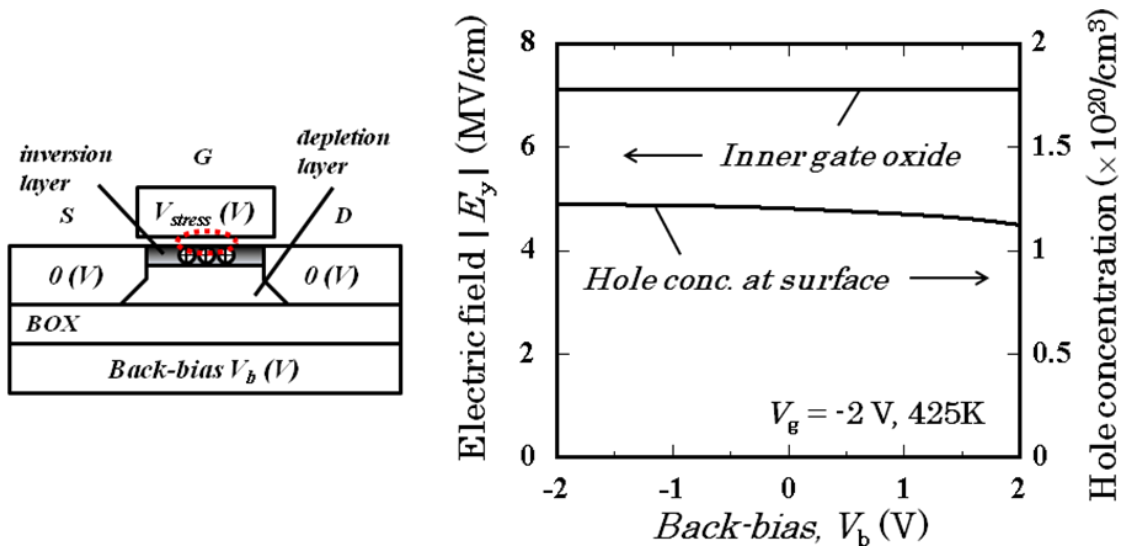 inversion
layer
S
G
depletion
layer
D
V_stress (V)
0 (V)
0 (V)
BOX
Back-bias V_b (V)
Electric field |E_y| (MV/cm)
8
6
4
2
0
2
1.5
1
0.5
0
Hole concentration (×10^20/cm^3)
Inner gate oxide
Hole conc. at surface
V_g = -2 V, 425K
-2
-1
0
1
2
Back-bias, V_b (V)